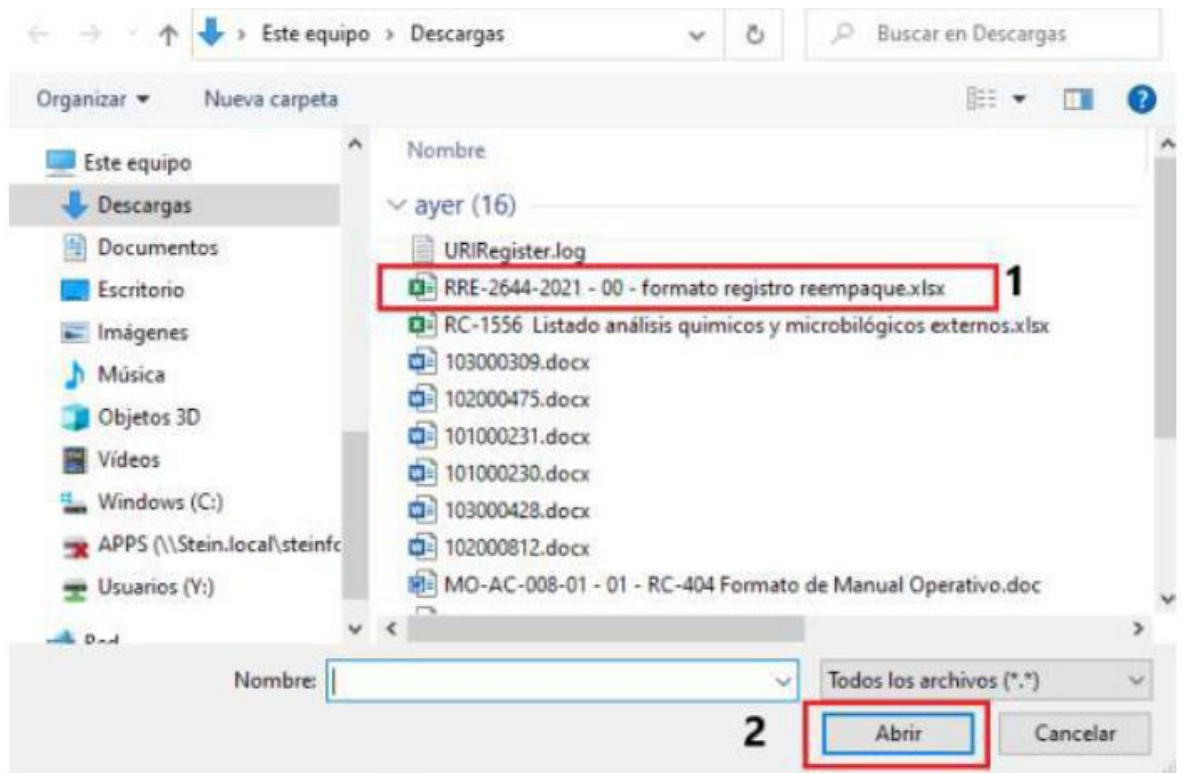 Este equipo > Descargas
Buscar en Descargas
Organizar
Nueva carpeta
Este equipo
Descargas
Documentos
Escritorio
Imágenes
Música
Objetos 3D
Vídeos
Windows (C:)
APPS (\\Stein.local\steinfc
Usuarios (Y:)
Red
Nombre
ayer (16)
URIRegister.log
RRE-2644-2021 - 00 - formato registro reempaque.xlsx
1
RC-1556 Listado análisis quimicos y microbilógicos externos.xlsx
103000309.docx
102000475.docx
101000231.docx
101000230.docx
103000428.docx
102000812.docx
MO-AC-008-01 - 01 - RC-404 Formato de Manual Operativo.doc
Nombre:
Todos los archivos (*.*)
2
Abrir
Cancelar